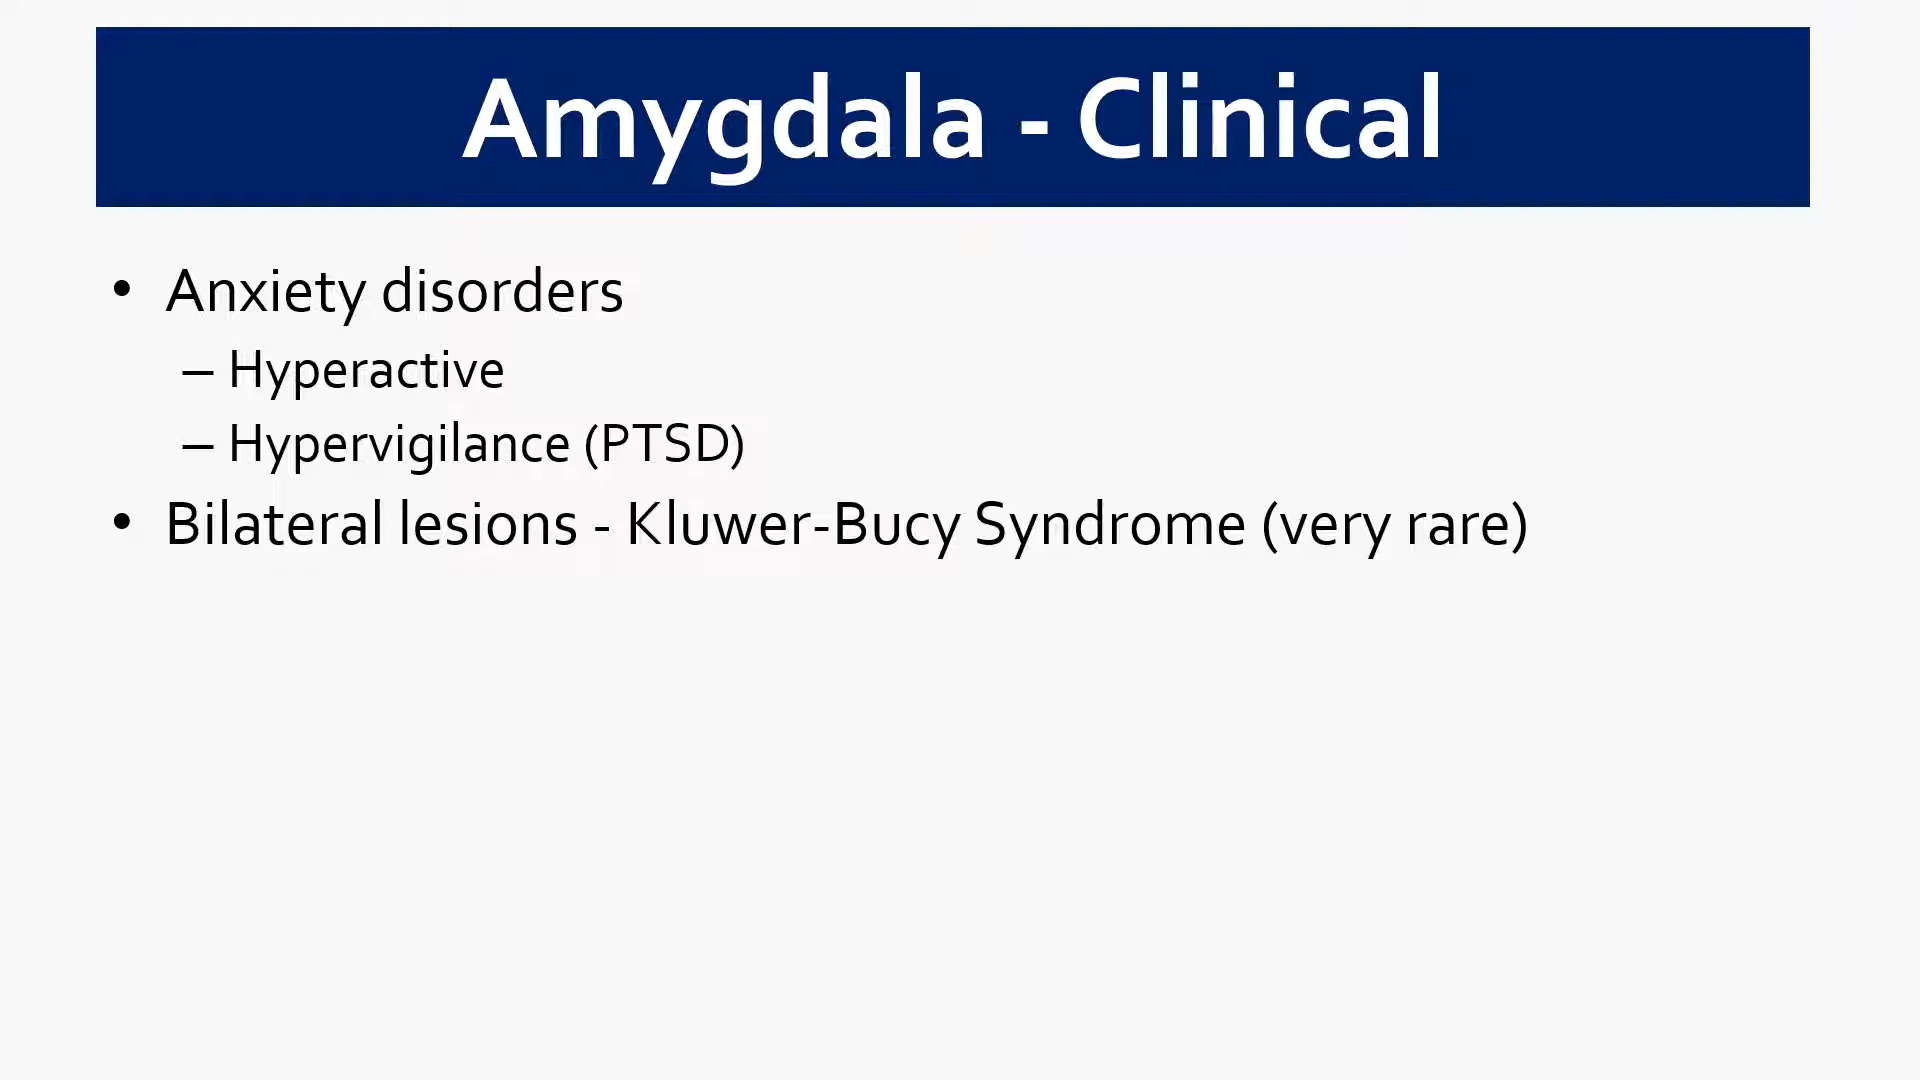 Amygdala - Clinical
• Anxiety disorders
– Hyperactive
– Hypervigilance (PTSD)
• Bilateral lesions - Kluwer-Bucy Syndrome (very rare)